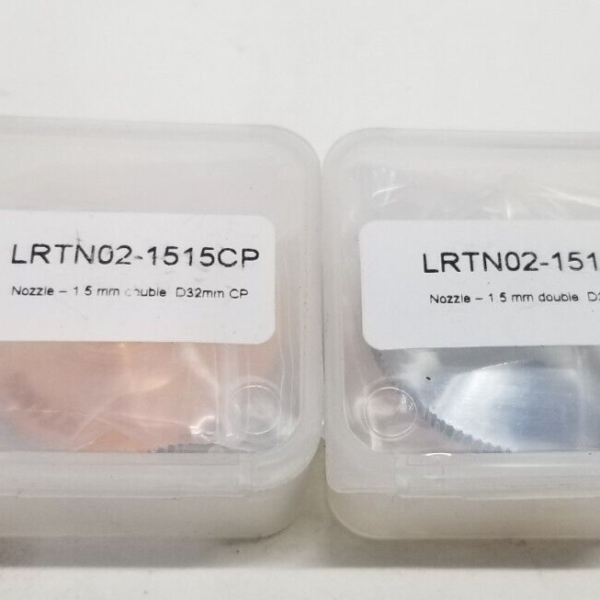 LRTN02-1515CP
Nozzle – 1.5 mm double D32mm CP
LRTN02-151
Nozzle – 1.5 mm double